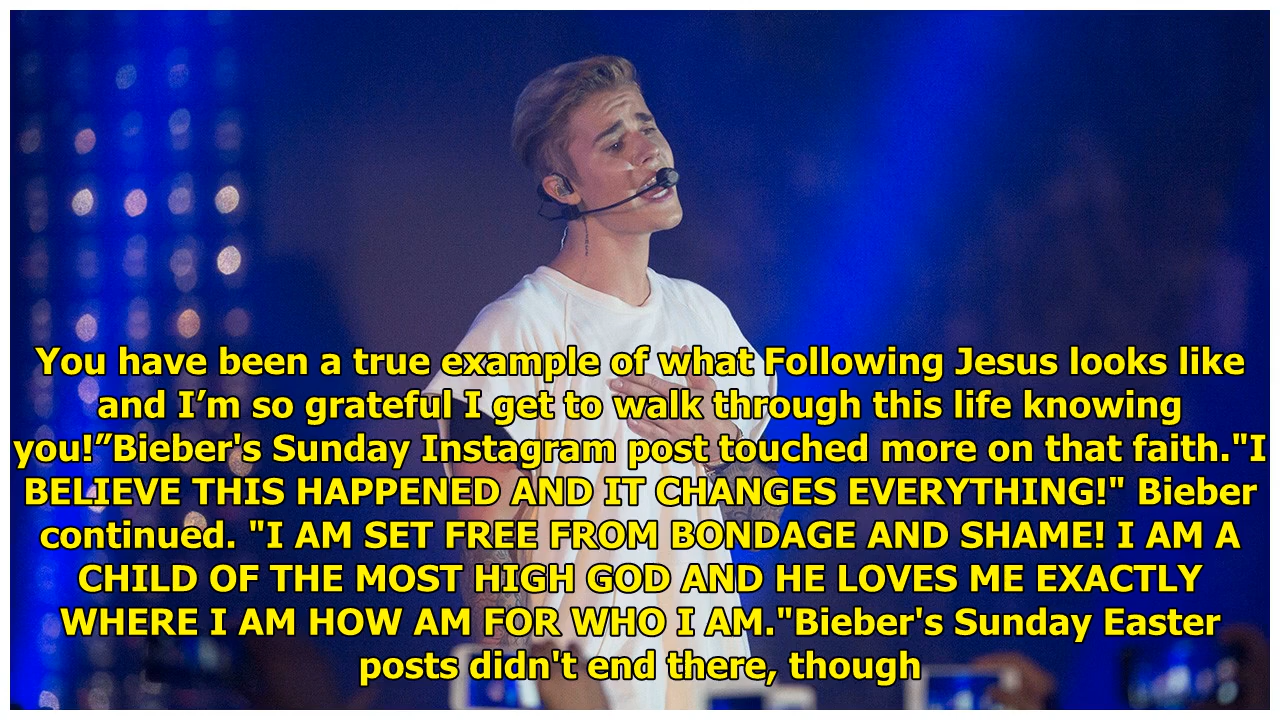 You have been a true example of what Following Jesus looks like
and I’m so grateful I get to walk through this life knowing
you!”Bieber's Sunday Instagram post touched more on that faith."I
BELIEVE THIS HAPPENED AND IT CHANGES EVERYTHING!" Bieber
continued. "I AM SET FREE FROM BONDAGE AND SHAME! I AM A
CHILD OF THE MOST HIGH GOD AND HE LOVES ME EXACTLY
WHERE I AM HOW AM FOR WHO I AM."Bieber's Sunday Easter
posts didn't end there, though